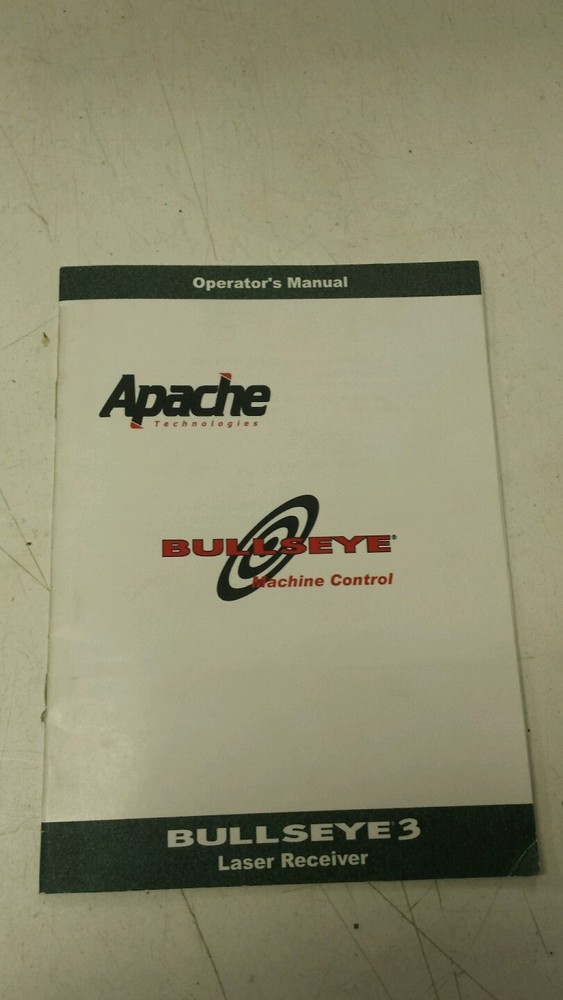 Operator's Manual
Apache
Technologies
BULLSEYE®
Machine Control
BULLSEYE® 3
Laser Receiver